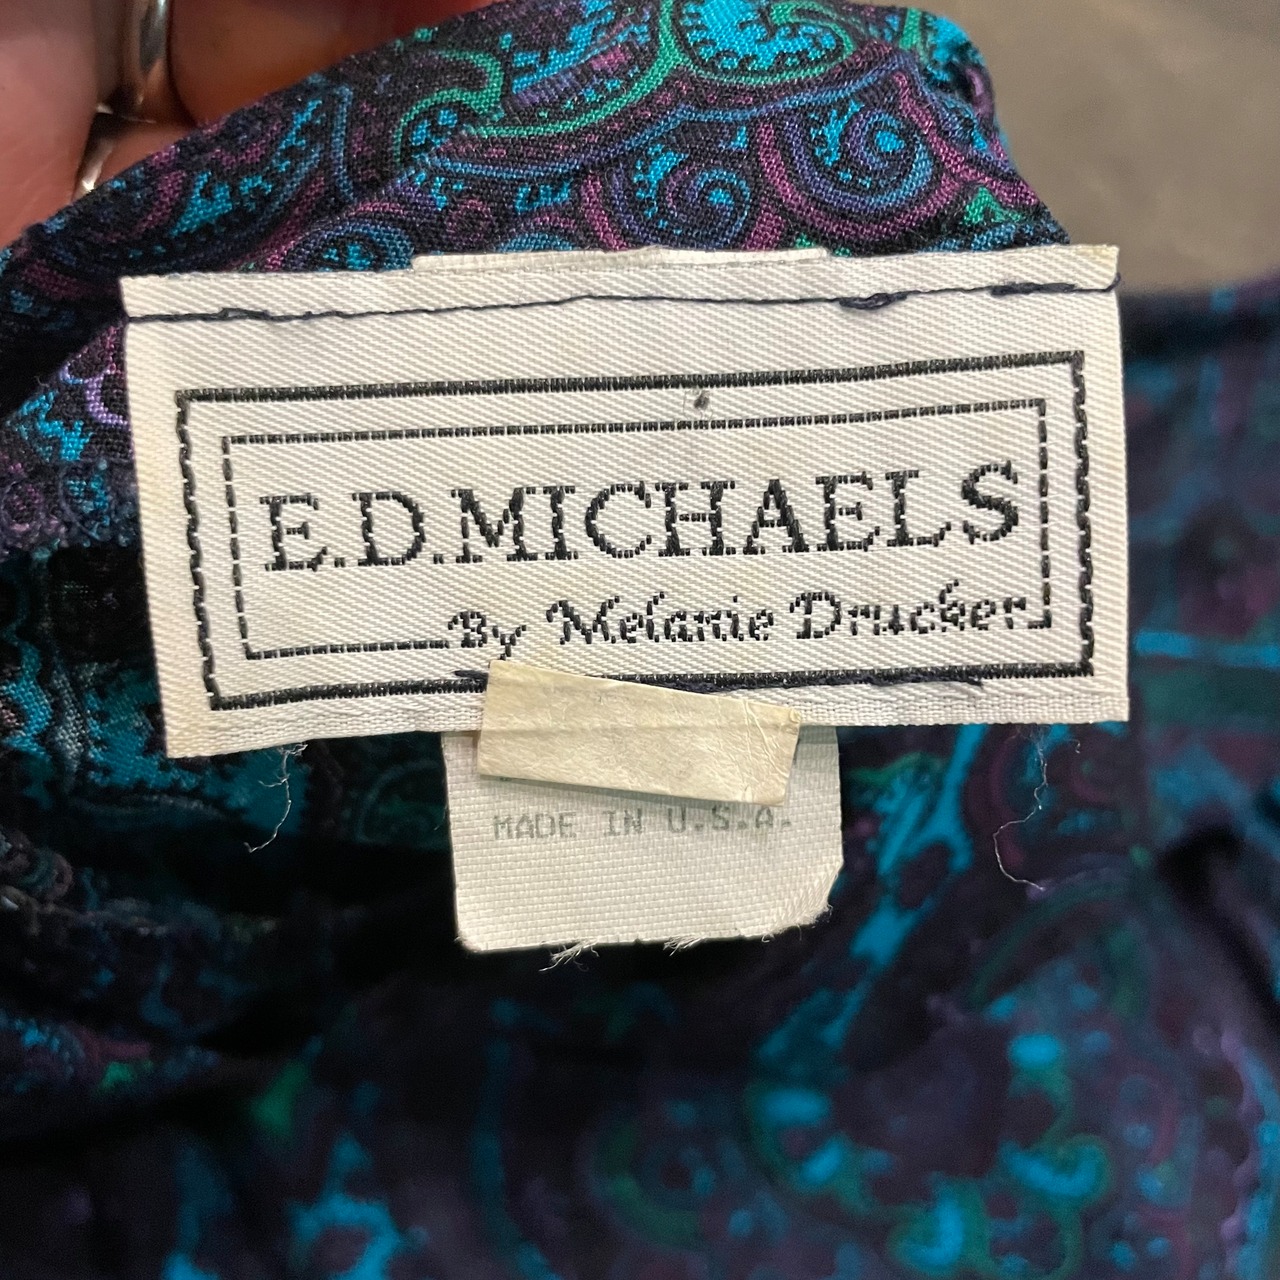 E.D.MICHAELS
By Melanie Drucker
MADE IN U.S.A.